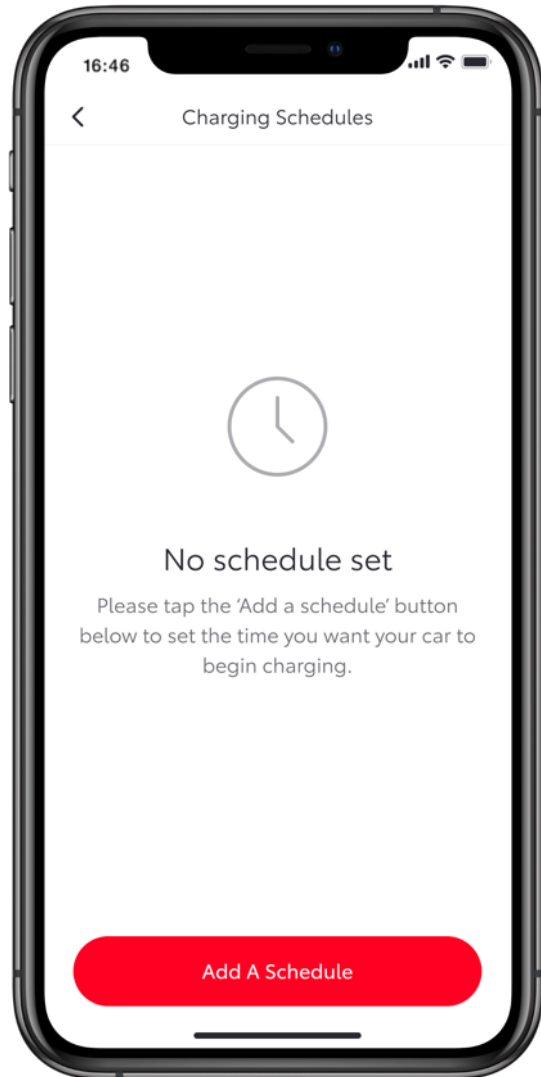 16:46
Charging Schedules
No schedule set
Please tap the ‘Add a schedule’ button
below to set the time you want your car to
begin charging.
Add A Schedule